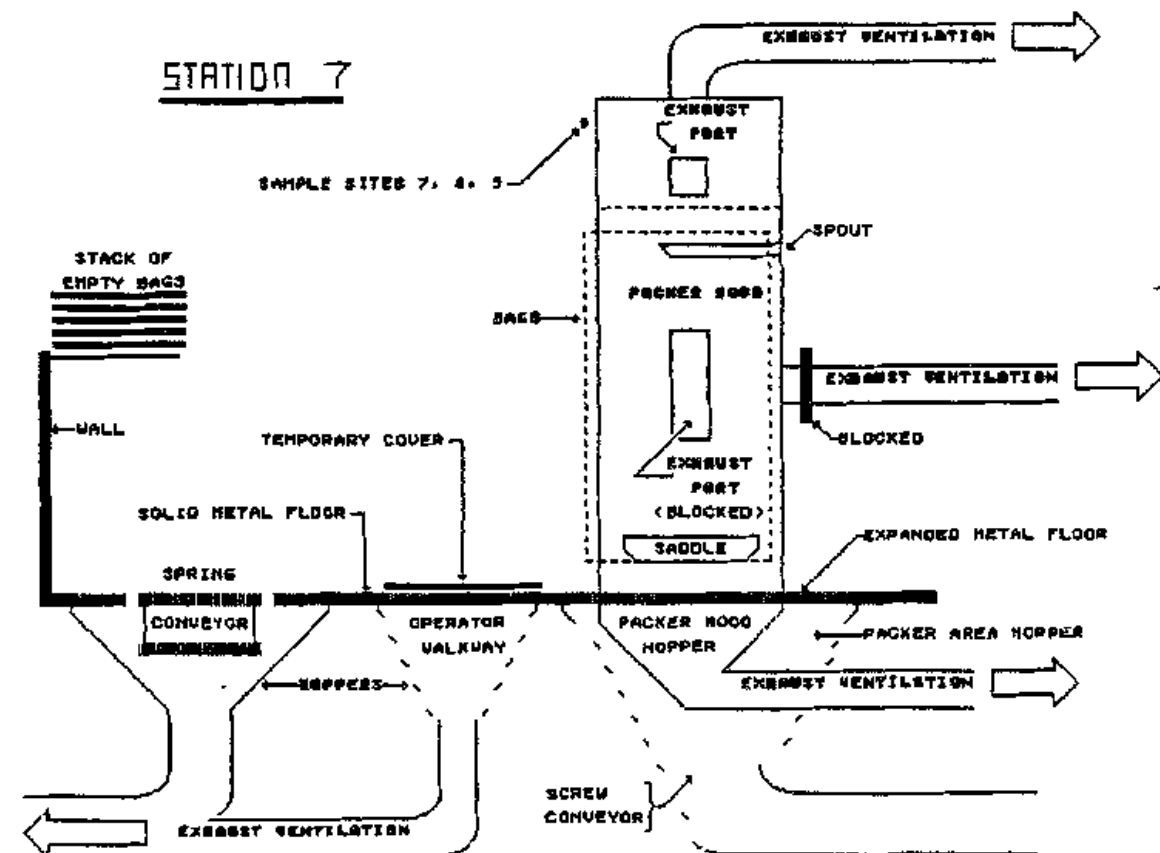 STATION 7
EXHAUST VENTILATION
EXHAUST
PORT
SAMPLE SITES 7, 8, 9
SPOUT
STACK OF
EMPTY BAGS
PACKER HOOD
BAGS
EXHAUST VENTILATION
WALL
TEMPORARY COVER
BLOCKED
EXHAUST
PORT
<BLOCKED>
SOLID METAL FLOOR
EXPANDED METAL FLOOR
SADDLE
SPRING
CONVEYOR
OPERATOR
WALKWAY
PACKER HOOD
HOPPER
PACKER AREA HOPPER
HOPPERS
EXHAUST VENTILATION
SCREW
CONVEYOR
EXHAUST VENTILATION